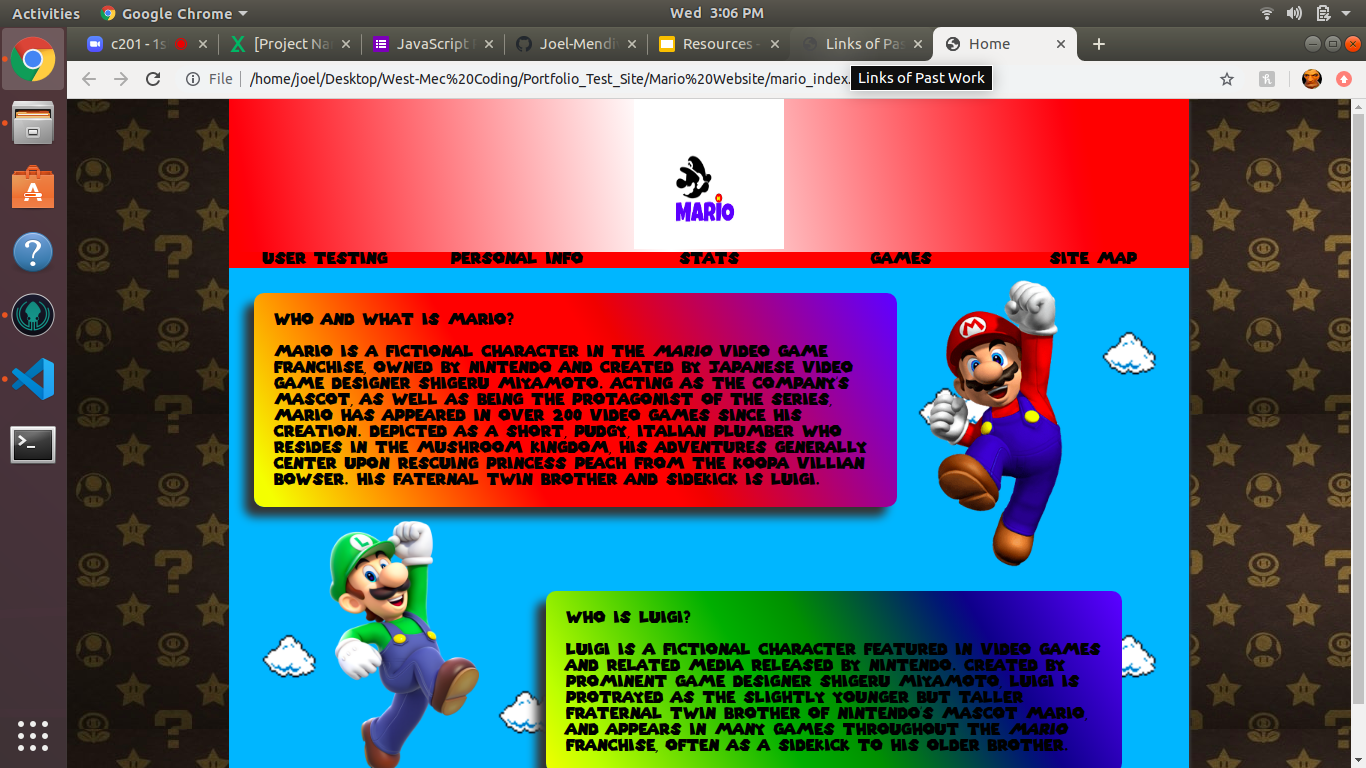 Activities
Google Chrome
Wed 3:06 PM
c201 - 1s
[Project Na
JavaScript
Joel-Mendiv
Resources -
Links of Pas
Home
File
/home/joel/Desktop/West-Mec%20Coding/Portfolio_Test_Site/Mario%20Website/mario_index.
Links of Past Work
MARIO
USER TESTING
PERSONAL INFO
STATS
GAMES
SITE MAP
WHO AND WHAT IS MARIO?
MARIO IS A FICTIONAL CHARACTER IN THE MARIO VIDEO GAME
FRANCHISE, OWNED BY NINTENDO AND CREATED BY JAPANESE VIDEO
GAME DESIGNER SHIGERU MIYAMOTO. ACTING AS THE COMPANY'S
MASCOT, AS WELL AS BEING THE PROTAGONIST OF THE SERIES,
MARIO HAS APPEARED IN OVER 200 VIDEO GAMES SINCE HIS
CREATION. DEPICTED AS A SHORT, PUDGY, ITALIAN PLUMBER WHO
RESIDES IN THE MUSHROOM KINGDOM, HIS ADVENTURES GENERALLY
CENTER UPON RESCUING PRINCESS PEACH FROM THE KOOPA VILLIAN
BOWSER. HIS FATERNAL TWIN BROTHER AND SIDEKICK IS LUIGI.
M
L
WHO IS LUIGI?
LUIGI IS A FICTIONAL CHARACTER FEATURED IN VIDEO GAMES
AND RELATED MEDIA RELEASED BY NINTENDO. CREATED BY
PROMINENT GAME DESIGNER SHIGERU MIYAMOTO, LUIGI IS
PROTRAYED AS THE SLIGHTLY YOUNGER BUT TALLER
FRATERNAL TWIN BROTHER OF NINTENDO'S MASCOT MARIO,
AND APPEARS IN MANY GAMES THROUGHOUT THE MARIO
FRANCHISE, OFTEN AS A SIDEKICK TO HIS OLDER BROTHER.